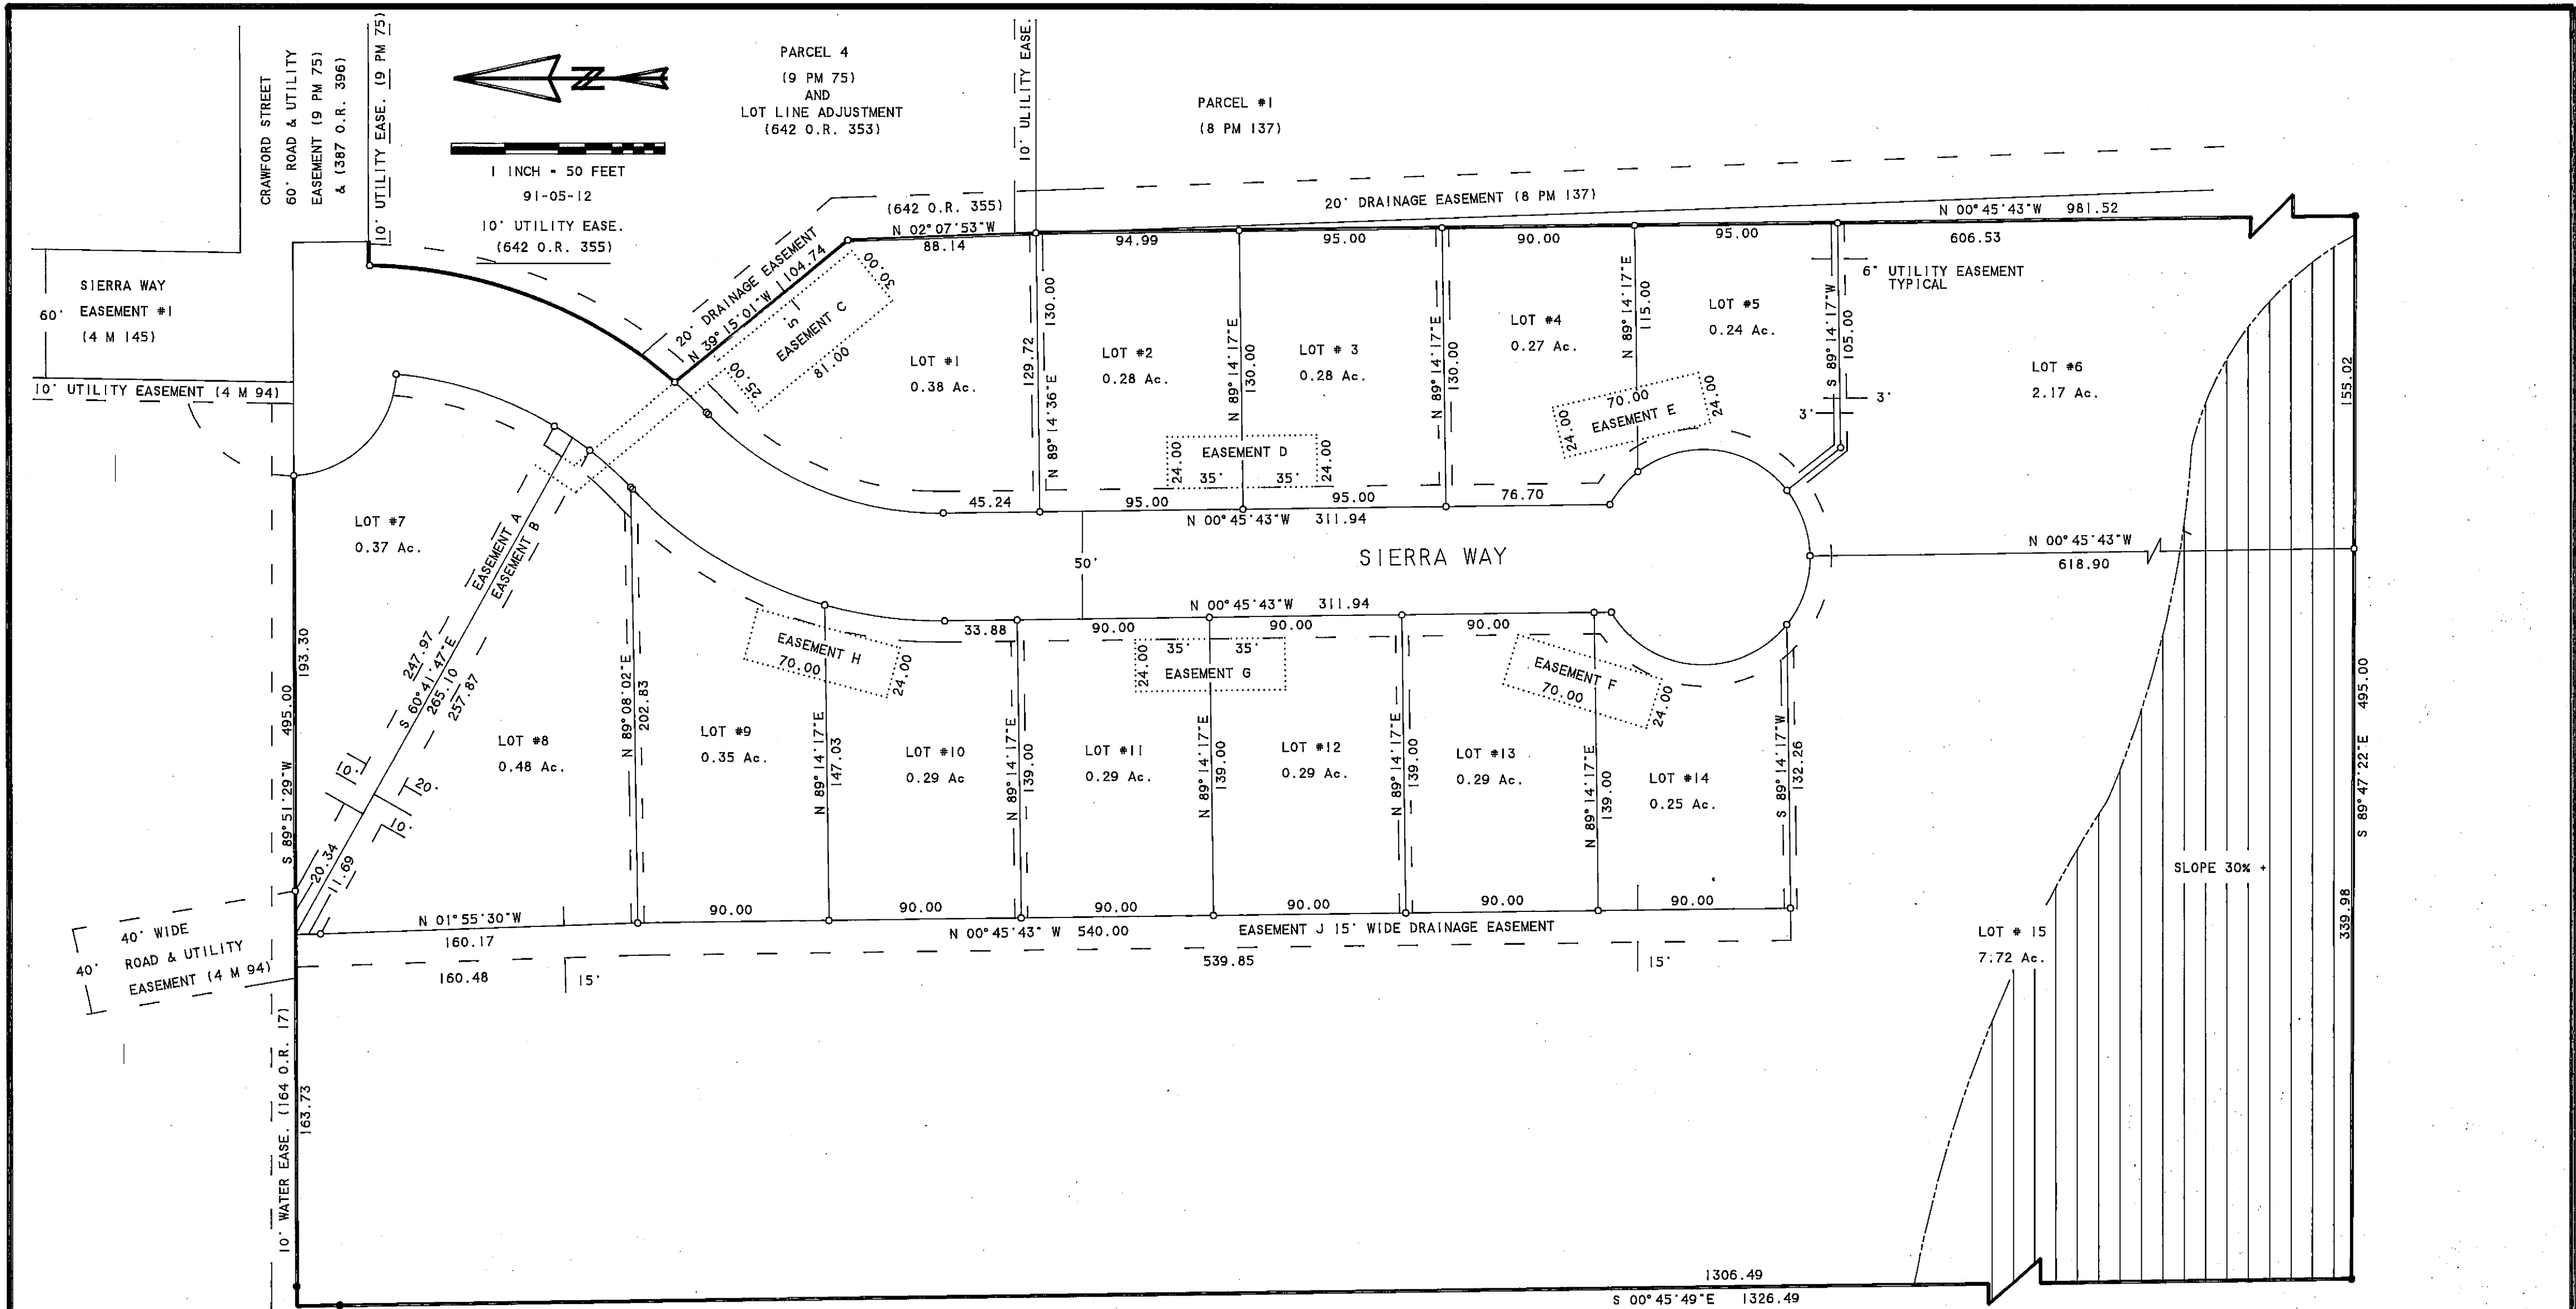 CRAWFORD STREET
60' ROAD & UTILITY
EASEMENT (9 PM 75)
& (387 O.R. 396)
10' UTILITY EASE. (9 PM 75)
N
1 INCH = 50 FEET
91-05-12
10' UTILITY EASE.
(642 O.R. 355)
PARCEL 4
(9 PM 75)
AND
LOT LINE ADJUSTMENT
(642 O.R. 353)
10' ULILITY EASE.
PARCEL #1
(8 PM 137)
(642 O.R. 355)
N 02°07'53"W
88.14
20' DRAINAGE EASEMENT (8 PM 137)
N 00°45'43"W 981.52
606.53
94.99
95.00
90.00
95.00
SIERRA WAY
EASEMENT #1
(4 M 145)
60'
10' UTILITY EASEMENT (4 M 94)
20' DRAINAGE EASEMENT
N 39°15'01"W 104.74
30.00
EASEMENT C
81.00
25.00
LOT #1
0.38 Ac.
129.72
N 89°14'36"E
130.00
LOT #2
0.28 Ac.
N 89°14'17"E
130.00
LOT # 3
0.28 Ac.
N 89°14'17"E
130.00
LOT #4
0.27 Ac.
N 89°14'17"E
115.00
LOT #5
0.24 Ac.
S 89°14'17"W
105.00
6" UTILITY EASEMENT
TYPICAL
3'
3'
LOT #6
2.17 Ac.
155.02
24.00
EASEMENT D
35' 35'
24.00
24.00
70.00
EASEMENT E
24.00
45.24
95.00
95.00
76.70
N 00°45'43"W 311.94
50'
SIERRA WAY
N 00°45'43"W
618.90
N 00°45'43"W 311.94
33.88
90.00
90.00
90.00
LOT #7
0.37 Ac.
EASEMENT A
EASEMENT B
247.97
S 60°41'47"E
265.10
257.87
193.30
S 89°51'29"W 495.00
10'
20'
10'
20.34
11.69
LOT #8
0.48 Ac.
N 89°08'02"E
202.83
EASEMENT H
70.00
24.00
LOT #9
0.35 Ac.
N 89°14'17"E
147.03
LOT #10
0.29 Ac
N 89°14'17"E
139.00
24.00
35' 35'
EASEMENT G
LOT #11
0.29 Ac.
N 89°14'17"E
139.00
LOT #12
0.29 Ac.
N 89°14'17"E
139.00
EASEMENT F
70.00
24.00
LOT #13
0.29 Ac.
N 89°14'17"E
139.00
LOT #14
0.25 Ac.
S 89°14'17"W
132.26
S 89°47'22"E 495.00
SLOPE 30% +
339.98
LOT # 15
7.72 Ac.
40' WIDE
ROAD & UTILITY
EASEMENT (4 M 94)
40'
N 01°55'30"W
160.17
90.00
90.00
90.00
90.00
90.00
90.00
N 00°45'43" W 540.00
EASEMENT J 15' WIDE DRAINAGE EASEMENT
160.48
15'
539.85
15'
10' WATER EASE. (164 O.R. 17)
163.73
1306.49
S 00°45'49"E 1326.49